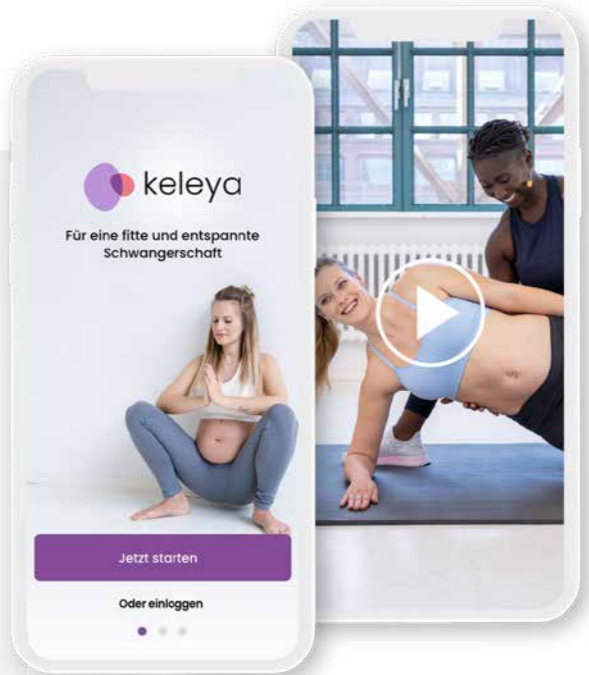 keleya
Für eine fitte und entspannte
Schwangerschaft
Jetzt starten
Oder einloggen